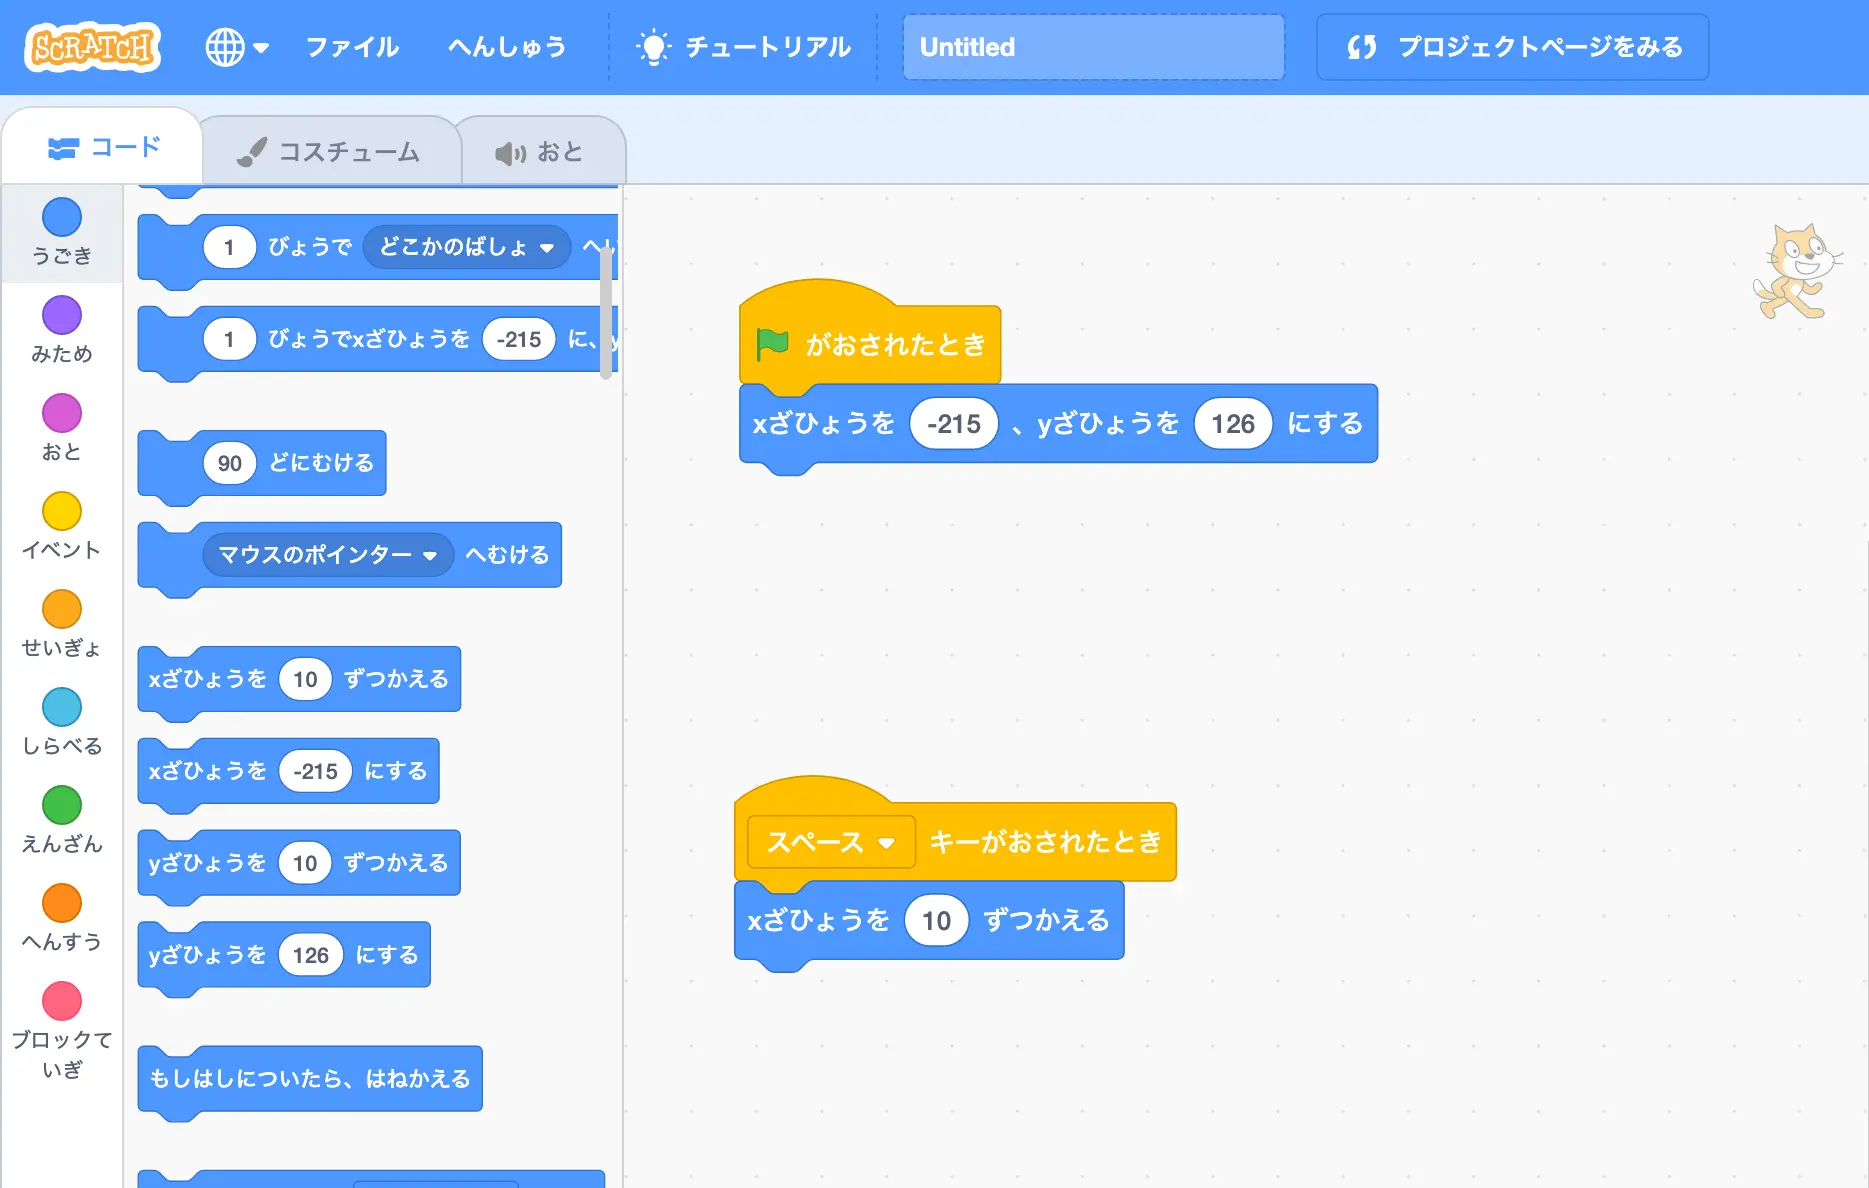 SCRATCH
ファイル
へんしゅう
チュートリアル
Untitled
プロジェクトページをみる
コード
コスチューム
おと
うごき
みため
おと
イベント
せいぎょ
しらべる
えんざん
へんすう
ブロックて
いぎ
1 びょうで どこかのばしょ へい
1 びょうでxざひょうを -215 に、y
90 どにむける
マウスのポインター へむける
xざひょうを 10 ずつかえる
xざひょうを -215 にする
yざひょうを 10 ずつかえる
yざひょうを 126 にする
もしはしについたら、はねかえる
がおされたとき
xざひょうを -215 、yざひょうを 126 にする
スペース キーがおされたとき
xざひょうを 10 ずつかえる